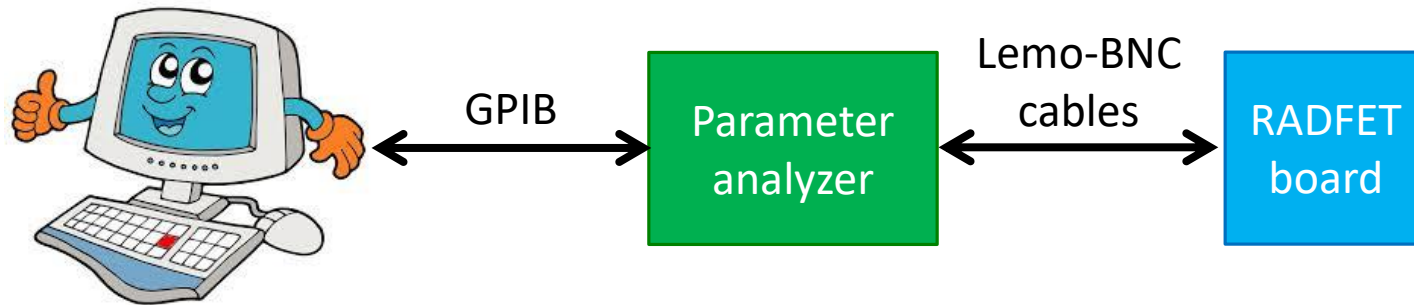 GPIB
Parameter
analyzer
Lemo-BNC
cables
RADFET
board